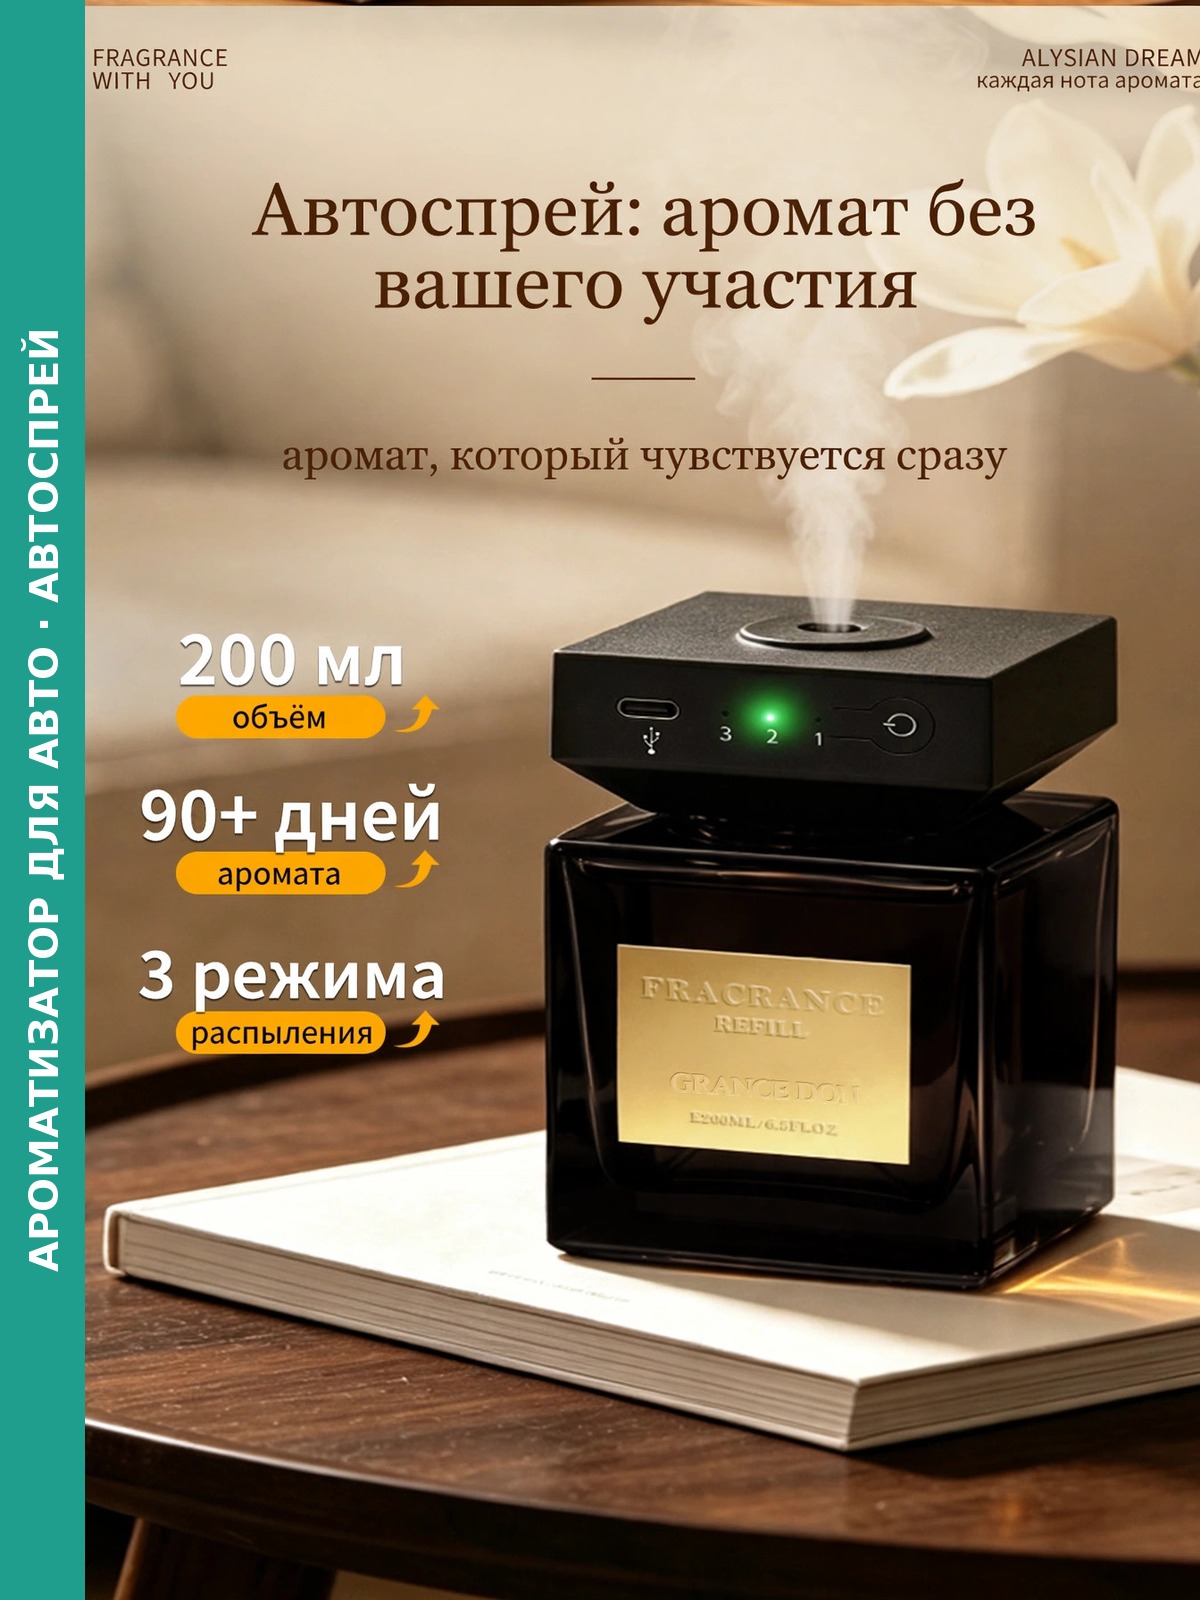 FRAGRANCE
WITH YOU
ALYSIAN DREAM
каждая нота аромата
Автоспрей: аромат без
вашего участия
аромат, который чувствуется сразу
200 мл
объём
90+ дней
аромата
3 режима
распыления
3 2 1
FRACRANCE
REFILL
GRANCE DON
E200ML/6.5FL.OZ
АРОМАТИЗАТОР ДЛЯ АВТО · АВТОСПРЕЙ